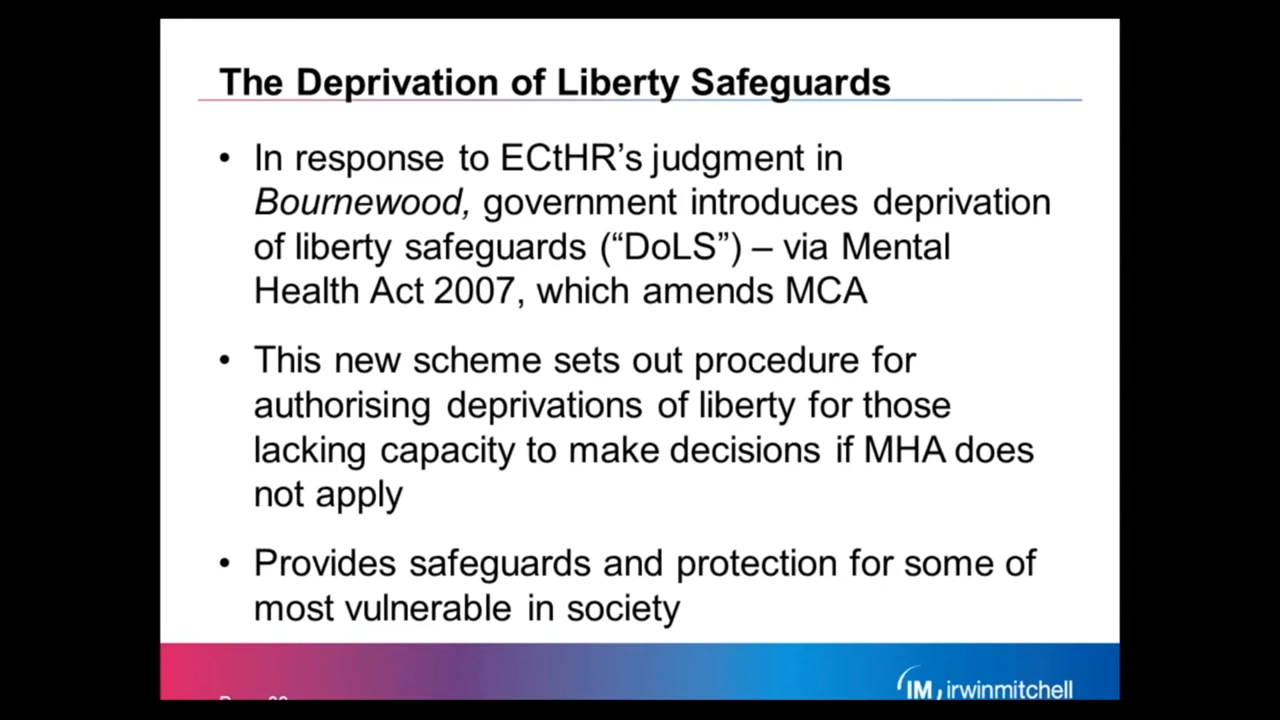 The Deprivation of Liberty Safeguards
• In response to ECtHR’s judgment in
Bournewood, government introduces deprivation
of liberty safeguards (“DoLS”) – via Mental
Health Act 2007, which amends MCA
• This new scheme sets out procedure for
authorising deprivations of liberty for those
lacking capacity to make decisions if MHA does
not apply
• Provides safeguards and protection for some of
most vulnerable in society
IM irwinmitchell